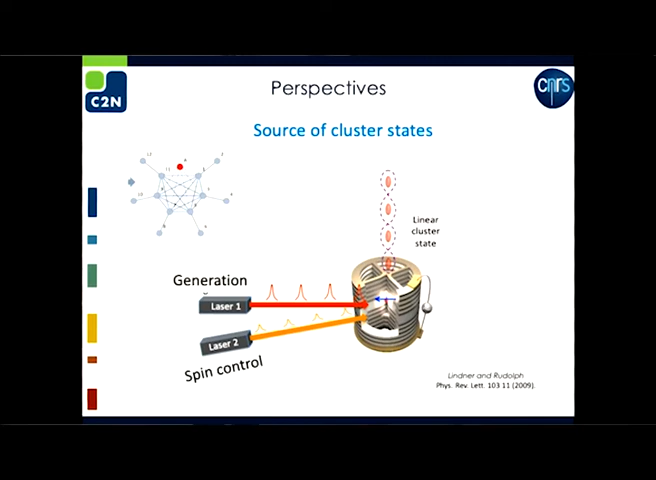 C2N
Perspectives
cnrs
Source of cluster states
Linear
cluster
state
Generation
Laser 1
Laser 2
Spin control
Lindner and Rudolph
Phys. Rev. Lett. 103 11 (2009).